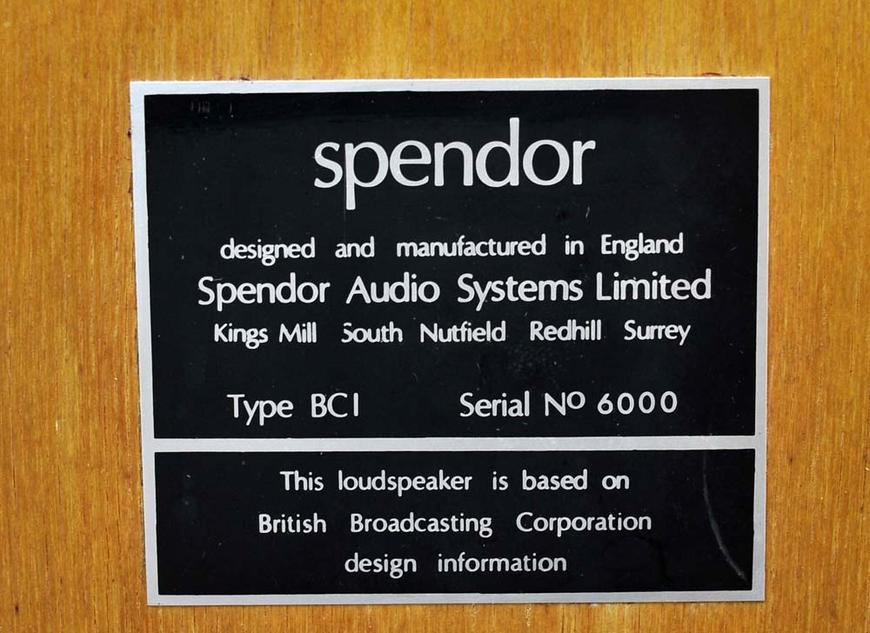 spendor
designed and manufactured in England
Spendor Audio Systems Limited
Kings Mill South Nutfield Redhill Surrey
Type BC1 Serial Nº 6000
This loudspeaker is based on
British Broadcasting Corporation
design information